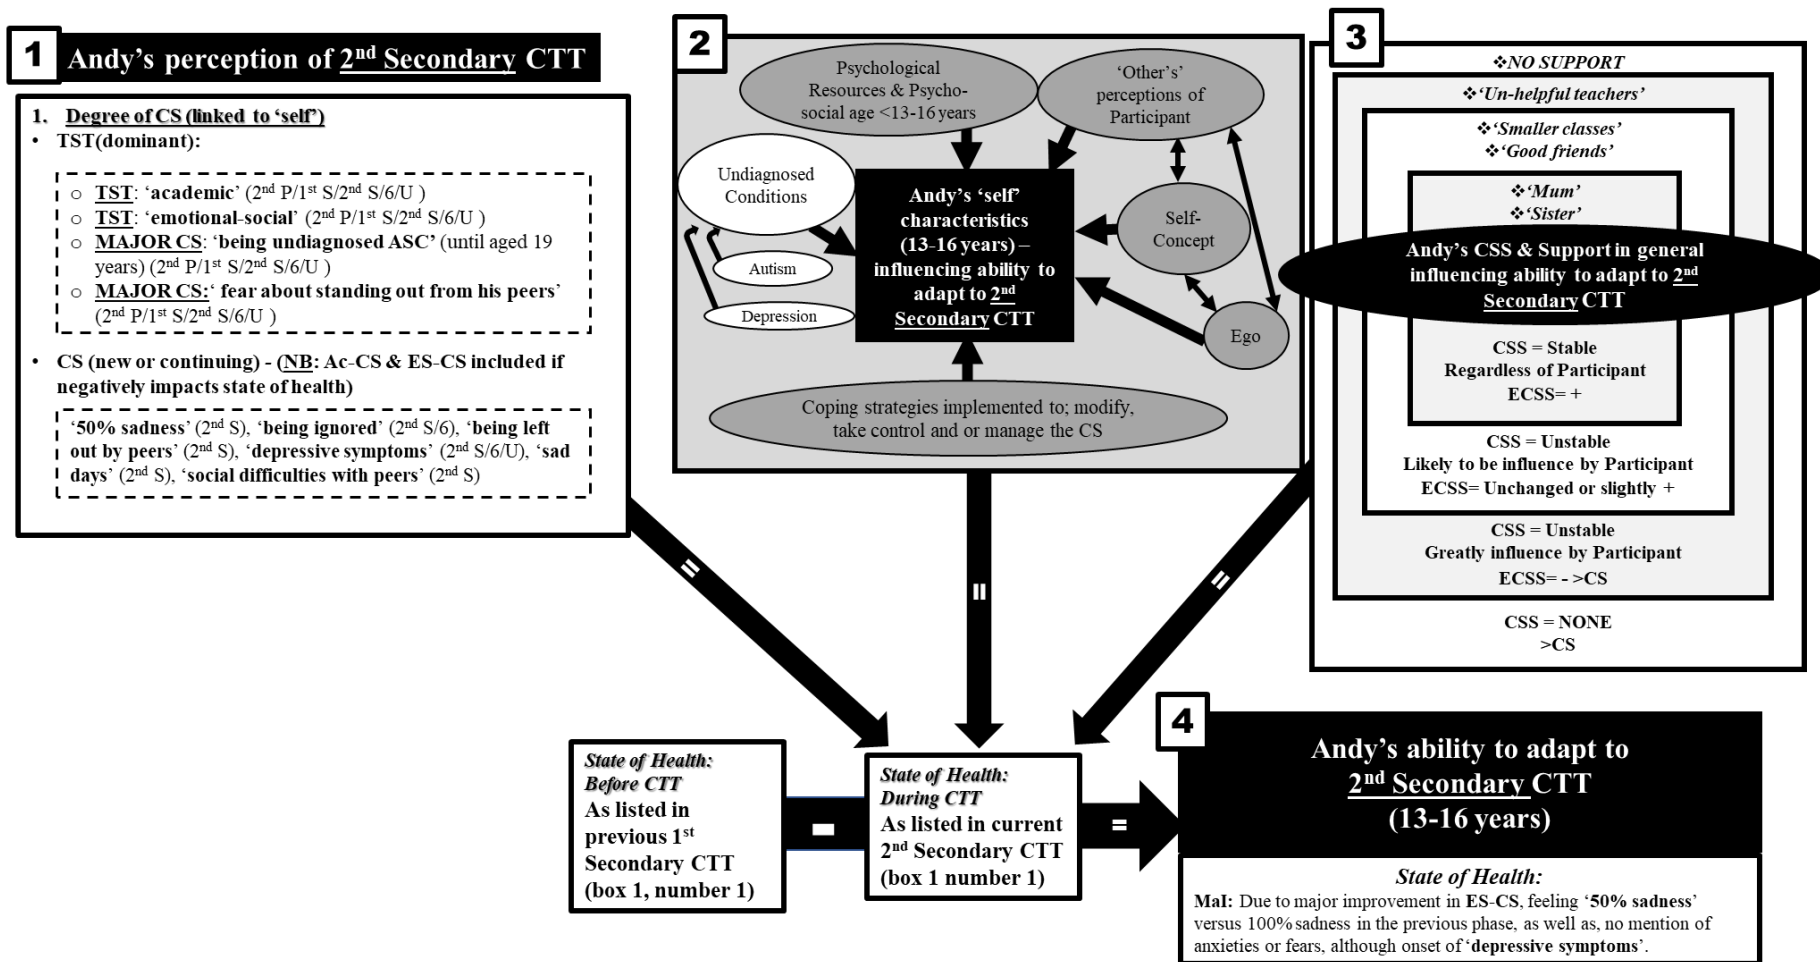 1
Andy’s perception of 2nd Secondary CTT
1. Degree of CS (linked to ‘self’)
• TST(dominant):
o TST: ‘academic’ (2nd P/1st S/2nd S/6/U )
o TST: ‘emotional-social’ (2nd P/1st S/2nd S/6/U )
o MAJOR CS: ‘being undiagnosed ASC’ (until aged 19
years) (2nd P/1st S/2nd S/6/U )
o MAJOR CS:‘ fear about standing out from his peers’
(2nd P/1st S/2nd S/6/U )
• CS (new or continuing) - (NB: Ac-CS & ES-CS included if
negatively impacts state of health)
‘50% sadness’ (2nd S), ‘being ignored’ (2nd S/6), ‘being left
out by peers’ (2nd S), ‘depressive symptoms’ (2nd S/6/U), ‘sad
days’ (2nd S), ‘social difficulties with peers’ (2nd S)
2
Psychological
Resources & Psycho-
social age <13-16 years
‘Other’s’
perceptions of
Participant
Undiagnosed
Conditions
Autism
Depression
Andy’s ‘self’
characteristics
(13-16 years) –
influencing ability to
adapt to 2nd
Secondary CTT
Self-
Concept
Ego
Coping strategies implemented to; modify,
take control and or manage the CS
3
❖NO SUPPORT
❖‘Un-helpful teachers’
❖‘Smaller classes’
❖‘Good friends’
❖‘Mum’
❖‘Sister’
Andy’s CSS & Support in general
influencing ability to adapt to 2nd
Secondary CTT
CSS = Stable
Regardless of Participant
ECSS= +
CSS = Unstable
Likely to be influence by Participant
ECSS= Unchanged or slightly +
CSS = Unstable
Greatly influence by Participant
ECSS= - >CS
CSS = NONE
>CS
=
=
=
State of Health:
Before CTT
As listed in
previous 1st
Secondary CTT
(box 1, number 1)
-
State of Health:
During CTT
As listed in current
2nd Secondary CTT
(box 1 number 1)
=
4
Andy’s ability to adapt to
2nd Secondary CTT
(13-16 years)
State of Health:
MaI: Due to major improvement in ES-CS, feeling ‘50% sadness’
versus 100% sadness in the previous phase, as well as, no mention of
anxieties or fears, although onset of ‘depressive symptoms’.